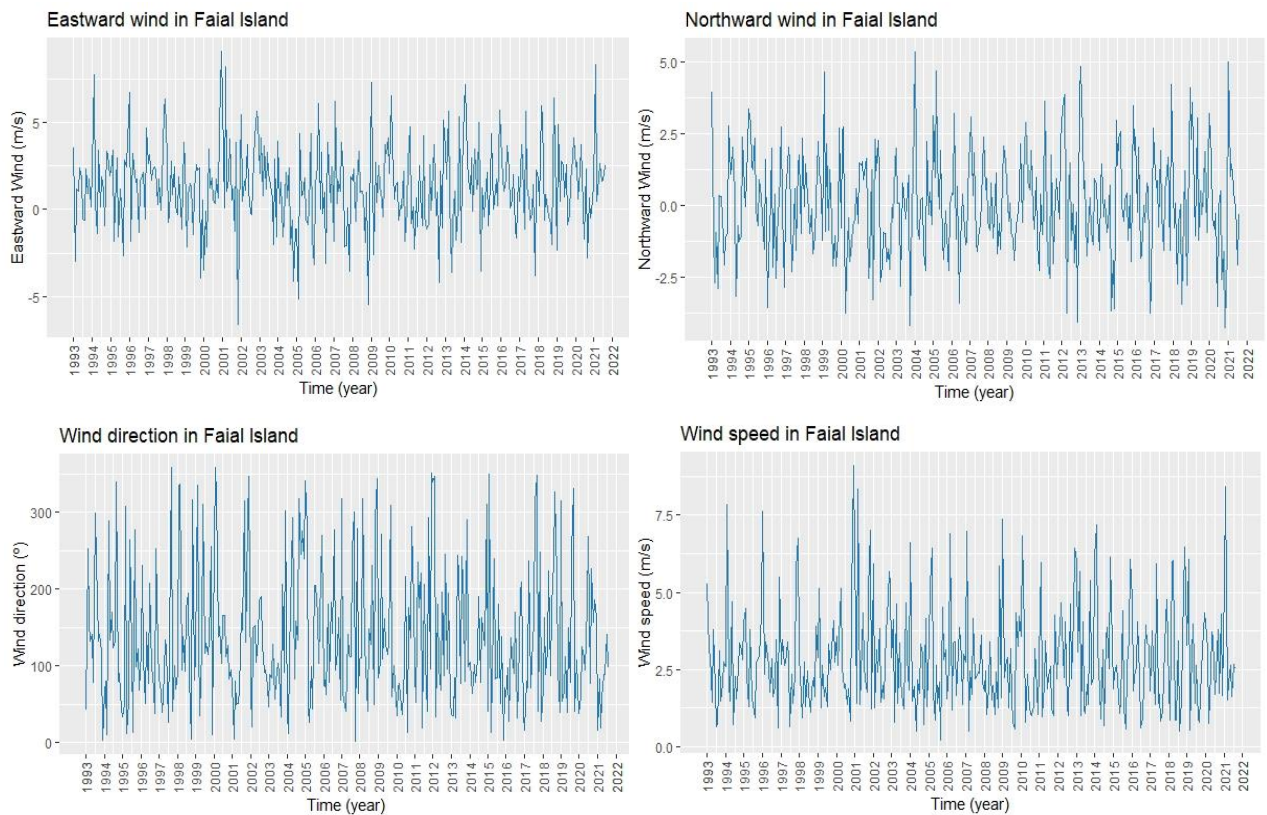 Eastward wind in Faial Island
Eastward Wind (m/s)
5
0
-5
1993 1994 1995 1996 1997 1998 1999 2000 2001 2002 2003 2004 2005 2006 2007 2008 2009 2010 2011 2012 2013 2014 2015 2016 2017 2018 2019 2020 2021 2022
Time (year)
Northward wind in Faial Island
Northward Wind (m/s)
5.0
2.5
0.0
-2.5
1993 1994 1995 1996 1997 1998 1999 2000 2001 2002 2003 2004 2005 2006 2007 2008 2009 2010 2011 2012 2013 2014 2015 2016 2017 2018 2019 2020 2021 2022
Time (year)
Wind direction in Faial Island
Wind direction (º)
300
200
100
0
1993 1994 1995 1996 1997 1998 1999 2000 2001 2002 2003 2004 2005 2006 2007 2008 2009 2010 2011 2012 2013 2014 2015 2016 2017 2018 2019 2020 2021 2022
Time (year)
Wind speed in Faial Island
Wind speed (m/s)
7.5
5.0
2.5
0.0
1993 1994 1995 1996 1997 1998 1999 2000 2001 2002 2003 2004 2005 2006 2007 2008 2009 2010 2011 2012 2013 2014 2015 2016 2017 2018 2019 2020 2021 2022
Time (year)